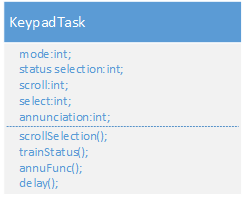 KeypadTask
mode:int;
status selection:int;
scroll:int;
select:int;
annunciation:int;
scrollSelection();
trainStatus();
annuFunc();
delay();